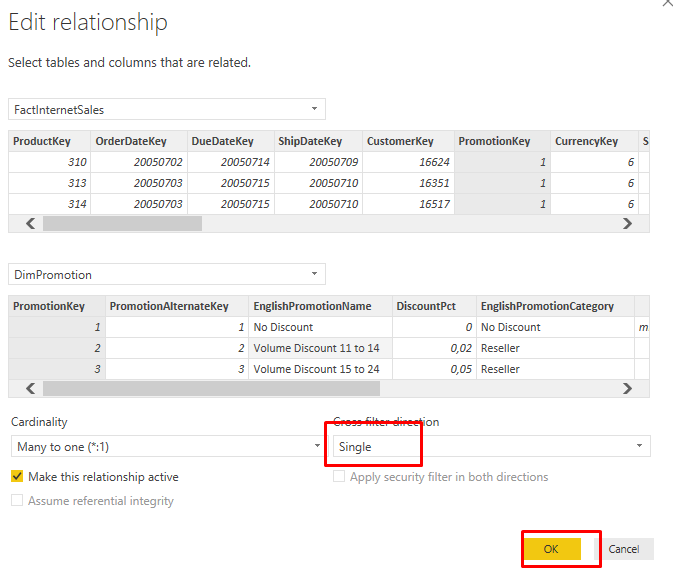 Edit relationship
Select tables and columns that are related.
FactInternetSales
ProductKey OrderDateKey DueDateKey ShipDateKey CustomerKey PromotionKey CurrencyKey S
310 20050702 20050714 20050709 16624 1 6
313 20050703 20050715 20050710 16351 1 6
314 20050703 20050715 20050710 16517 1 6
DimPromotion
PromotionKey PromotionAlternateKey EnglishPromotionName DiscountPct EnglishPromotionCategory
1 1 No Discount 0 No Discount m
2 2 Volume Discount 11 to 14 0,02 Reseller
3 3 Volume Discount 15 to 24 0,05 Reseller
Cardinality Cross filter direction
Many to one (*:1) Single
Make this relationship active Apply security filter in both directions
Assume referential integrity
OK Cancel